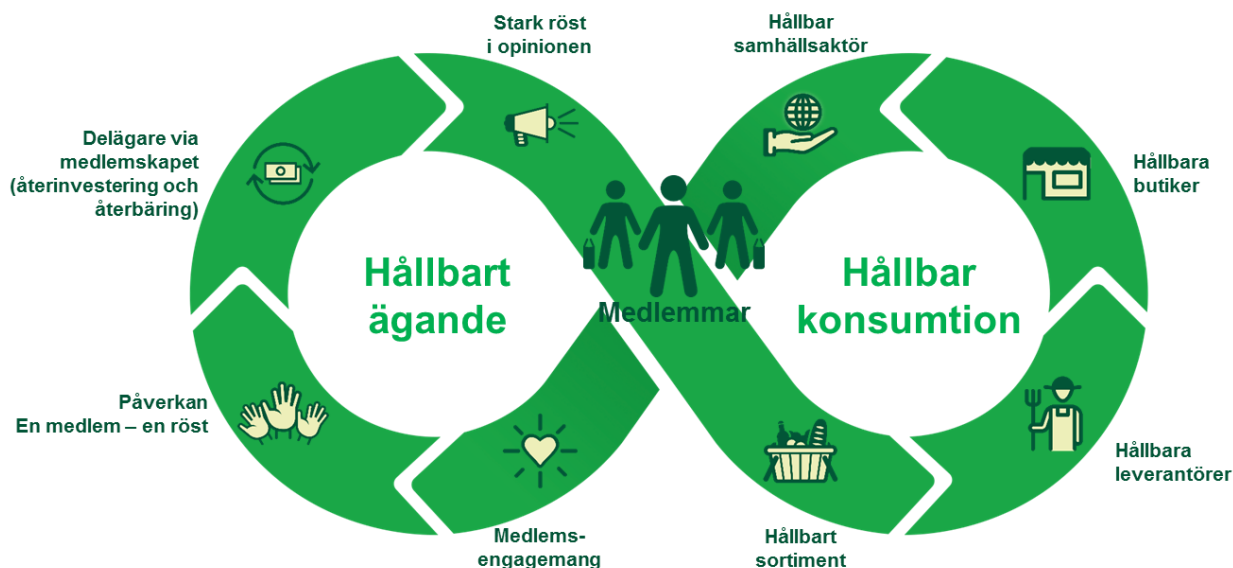 Stark röst
i opinionen
Hållbar
samhällsaktör
Delägare via
medlemskapet
(återinvestering och
återbäring)
Hållbara
butiker
Hållbart
ägande
Medlemmar
Hållbar
konsumtion
Påverkan
En medlem – en röst
Hållbara
leverantörer
Medlems-
engagemang
Hållbart
sortiment